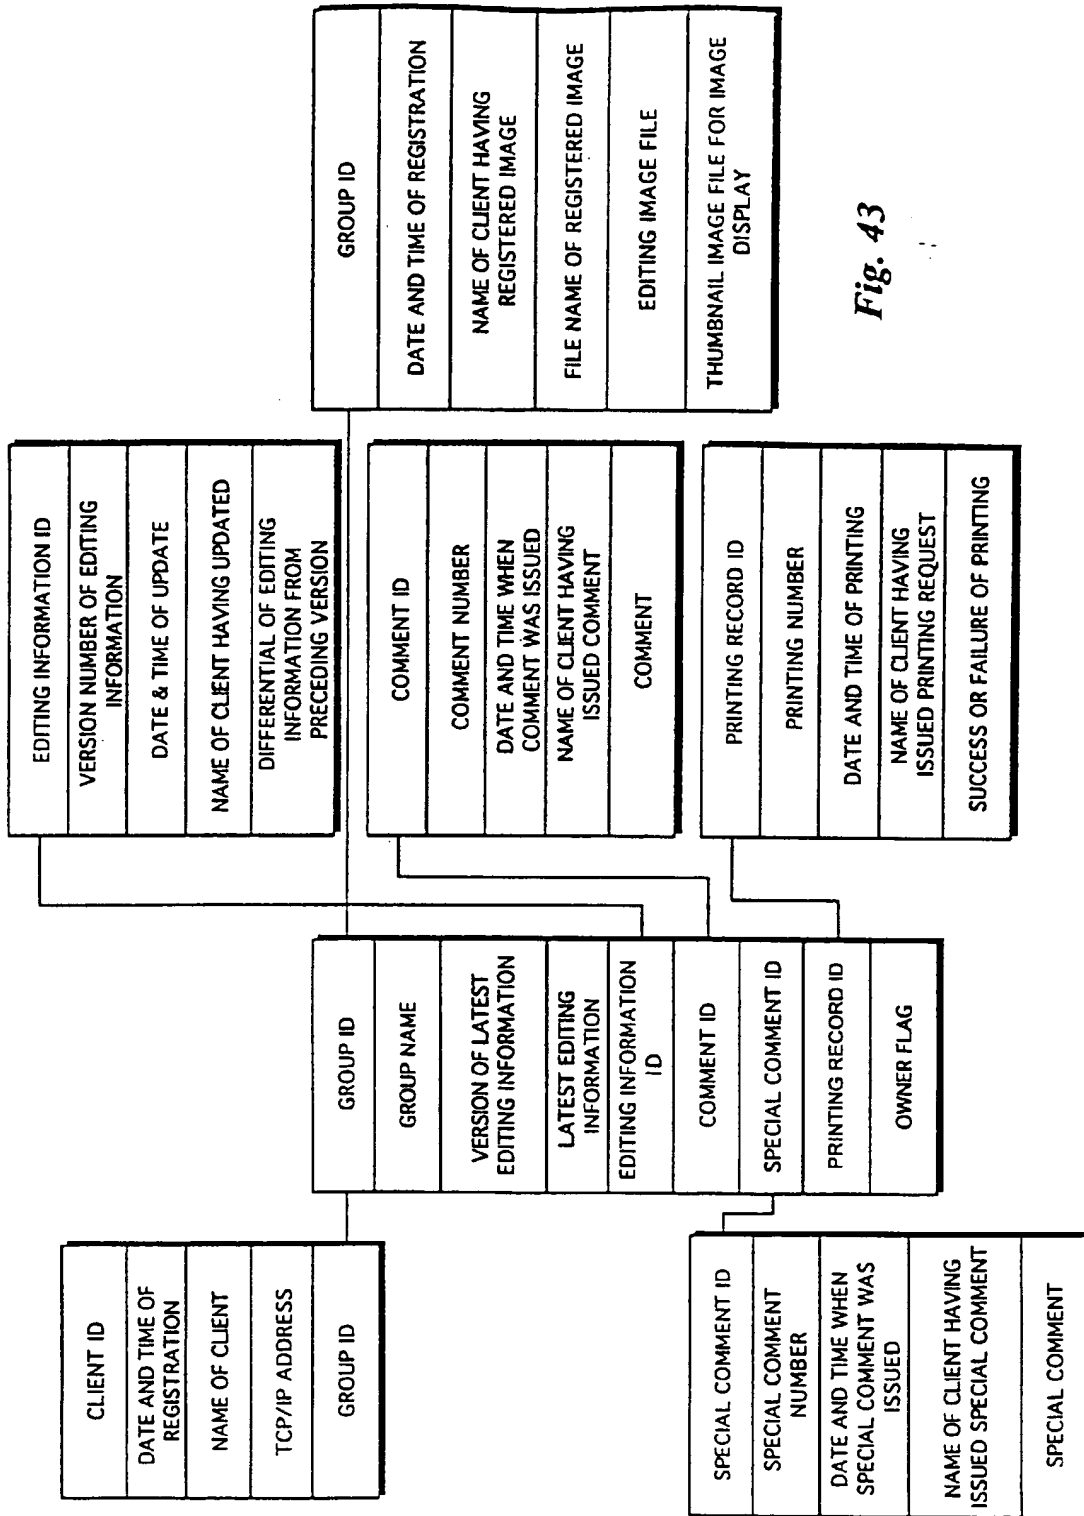 CLIENT ID
DATE AND TIME OF
REGISTRATION
NAME OF CLIENT
TCP/IP ADDRESS
GROUP ID
SPECIAL COMMENT ID
SPECIAL COMMENT
NUMBER
DATE AND TIME WHEN
SPECIAL COMMENT WAS
ISSUED
NAME OF CLIENT HAVING
ISSUED SPECIAL COMMENT
SPECIAL COMMENT
GROUP ID
GROUP NAME
VERSION OF LATEST
EDITING INFORMATION
LATEST EDITING
INFORMATION
EDITING INFORMATION
ID
COMMENT ID
SPECIAL COMMENT ID
PRINTING RECORD ID
OWNER FLAG
EDITING INFORMATION ID
VERSION NUMBER OF EDITING
INFORMATION
DATE & TIME OF UPDATE
NAME OF CLIENT HAVING UPDATED
DIFFERENTIAL OF EDITING
INFORMATION FROM
PRECEDING VERSION
COMMENT ID
COMMENT NUMBER
DATE AND TIME WHEN
COMMENT WAS ISSUED
NAME OF CLIENT HAVING
ISSUED COMMENT
COMMENT
PRINTING RECORD ID
PRINTING NUMBER
DATE AND TIME OF PRINTING
NAME OF CLIENT HAVING
ISSUED PRINTING REQUEST
SUCCESS OR FAILURE OF PRINTING
GROUP ID
DATE AND TIME OF REGISTRATION
NAME OF CLIENT HAVING
REGISTERED IMAGE
FILE NAME OF REGISTERED IMAGE
EDITING IMAGE FILE
THUMBNAIL IMAGE FILE FOR IMAGE
DISPLAY
Fig. 43